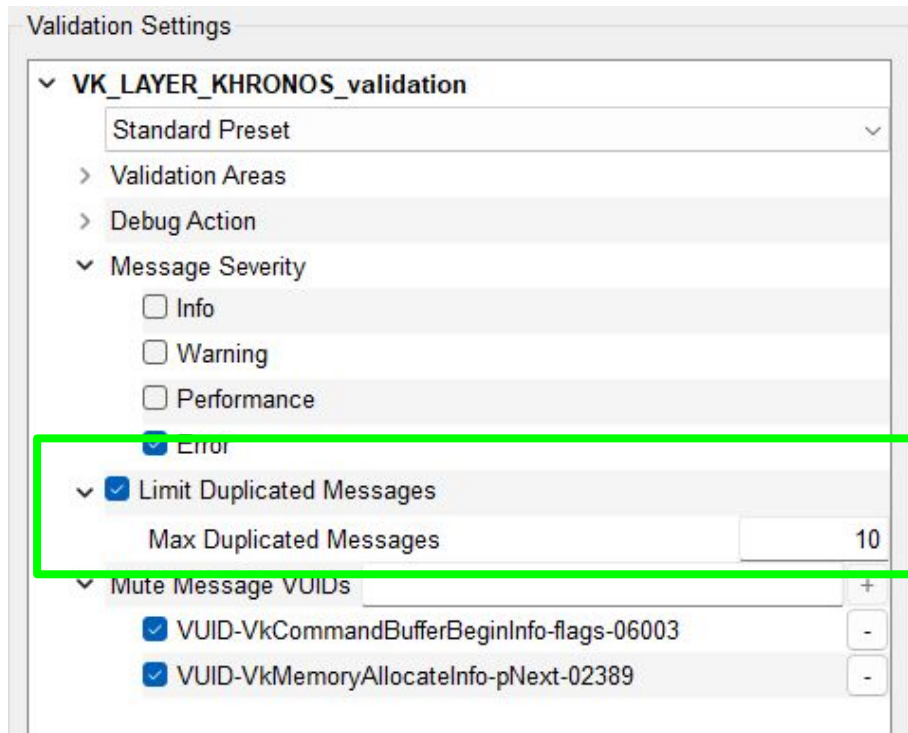 Validation Settings
VK_LAYER_KHRONOS_validation
Standard Preset
Validation Areas
Debug Action
Message Severity
Info
Warning
Performance
Error
Limit Duplicated Messages
Max Duplicated Messages 10
Mute Message VUIDs +
VUID-VkCommandBufferBeginInfo-flags-06003 -
VUID-VkMemoryAllocateInfo-pNext-02389 -